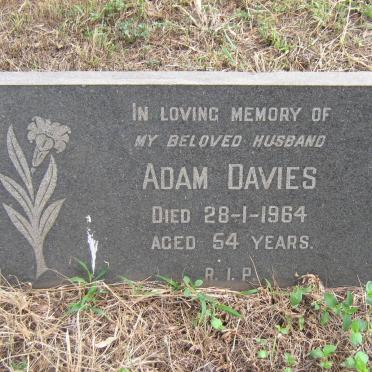 IN LOVING MEMORY OF
MY BELOVED HUSBAND
ADAM DAVIES
DIED 28-1-1964
AGED 54 YEARS.
R.I.P.